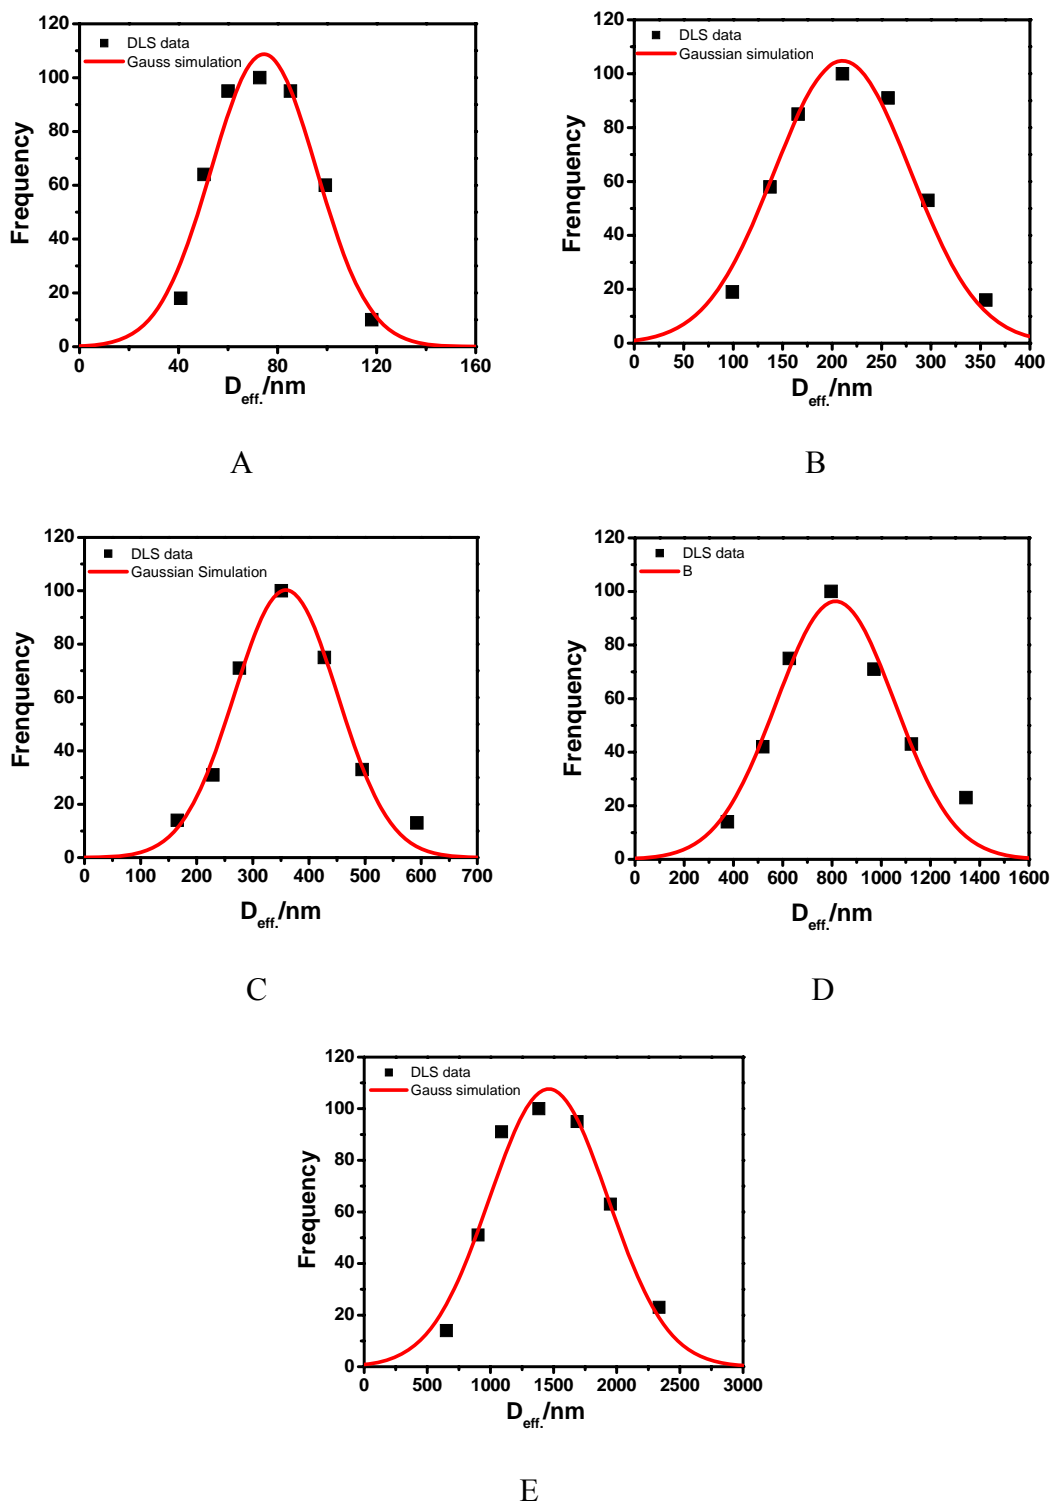 120
100
80
60
40
20
0
Frequency
DLS data
Gauss simulation
0 40 80 120 160
D eff. /nm
A
120
100
80
60
40
20
0
Frenquency
DLS data
Gaussian simulation
0 50 100 150 200 250 300 350 400
D eff. /nm
B
120
100
80
60
40
20
0
Frenquency
DLS data
Gaussian Simulation
0 100 200 300 400 500 600 700
D eff. /nm
C
120
100
80
60
40
20
0
Frenquency
DLS data
B
0 200 400 600 800 1000 1200 1400 1600
D eff. /nm
D
120
100
80
60
40
20
0
Frequency
DLS data
Gauss simulation
0 500 1000 1500 2000 2500 3000
D eff. /nm
E